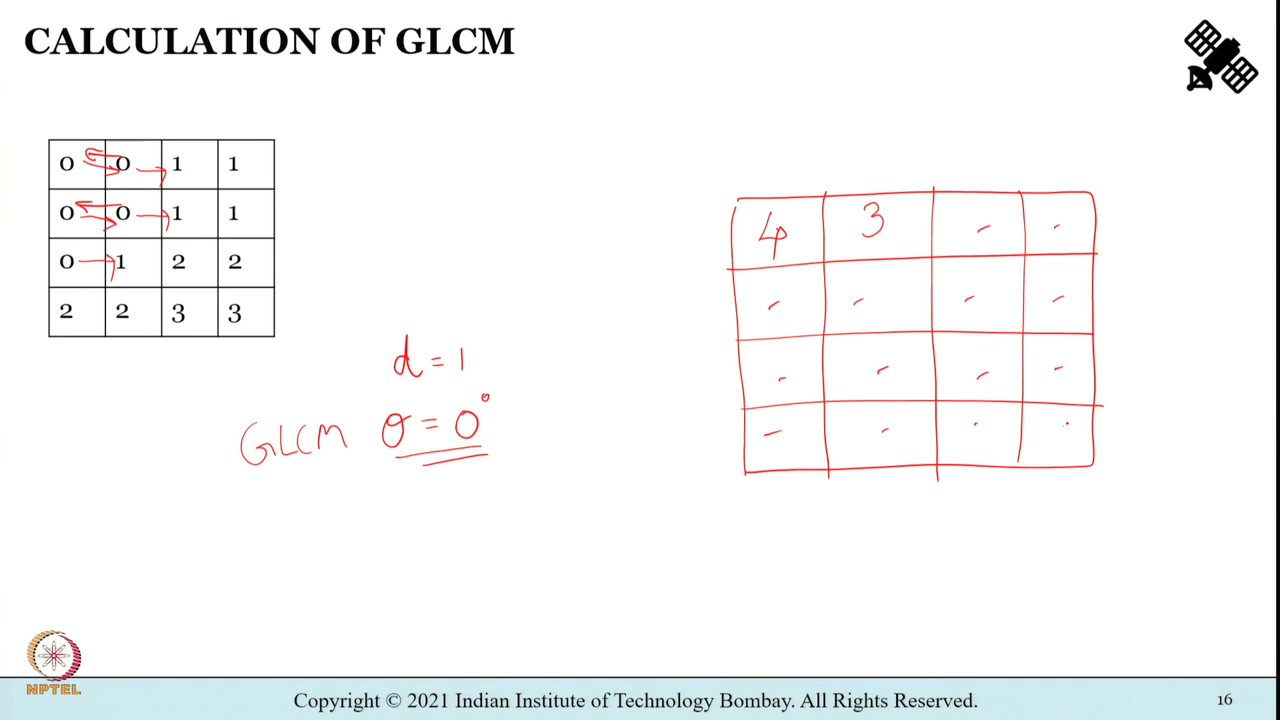 CALCULATION OF GLCM
0 0 1 1
0 0 1 1
0 1 2 2
2 2 3 3
4 3 - -
- - - -
- - - -
- - - -
d = 1
GLCM θ = 0°
NPTEL
Copyright © 2021 Indian Institute of Technology Bombay. All Rights Reserved.
16